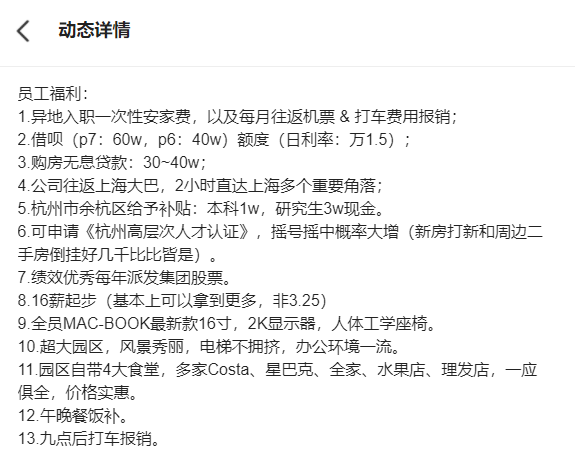 动态详情
员工福利：
1.异地入职一次性安家费，以及每月往返机票 & 打车费用报销；
2.借呗（p7：60w，p6：40w）额度（日利率：万1.5）；
3.购房无息贷款：30~40w；
4.公司往返上海大巴，2小时直达上海多个重要角落；
5.杭州市余杭区给予补贴：本科1w，研究生3w现金。
6.可申请《杭州高层次人才认证》，摇号摇中概率大增（新房打新和周边二
手房倒挂好几千比比皆是）。
7.绩效优秀每年派发集团股票。
8.16薪起步（基本上可以拿到更多，非3.25）
9.全员MAC-BOOK最新款16寸，2K显示器，人体工学座椅。
10.超大园区，风景秀丽，电梯不拥挤，办公环境一流。
11.园区自带4大食堂，多家Costa、星巴克、全家、水果店、理发店，一应
俱全，价格实惠。
12.午晚餐饭补。
13.九点后打车报销。